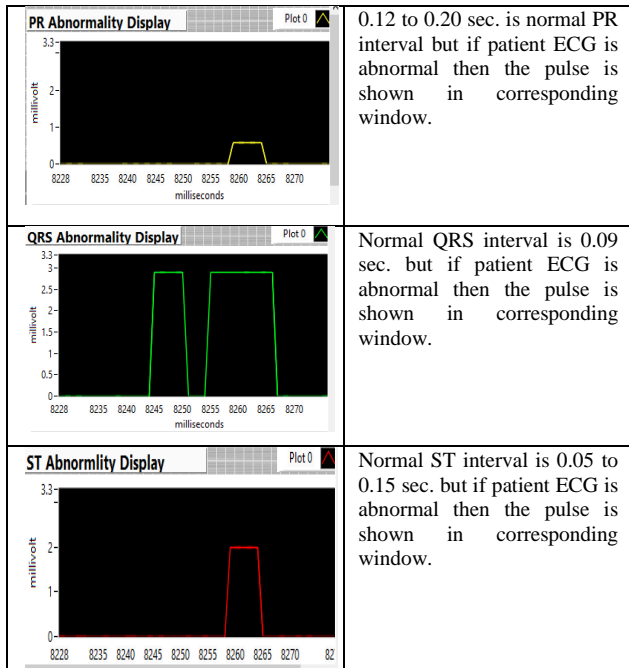 PR Abnormality Display
Plot 0
3.3-
2-
1-
0-
millivolt
8228 8235 8240 8245 8250 8255 8260 8265 8270
milliseconds
0.12 to 0.20 sec. is normal PR
interval but if patient ECG is
abnormal then the pulse is
shown in corresponding
window.
QRS Abnormality Display
Plot 0
3.3-
3-
2.5-
2-
1.5-
1-
0.5-
0-
millivolt
8228 8235 8240 8245 8250 8255 8260 8265 8270
milliseconds
Normal QRS interval is 0.09
sec. but if patient ECG is
abnormal then the pulse is
shown in corresponding
window.
ST Abnormlity Display
Plot 0
3.3-
2-
1-
0-
millivolt
8228 8235 8240 8245 8250 8255 8260 8265 8270 82
Normal ST interval is 0.05 to
0.15 sec. but if patient ECG is
abnormal then the pulse is
shown in corresponding
window.